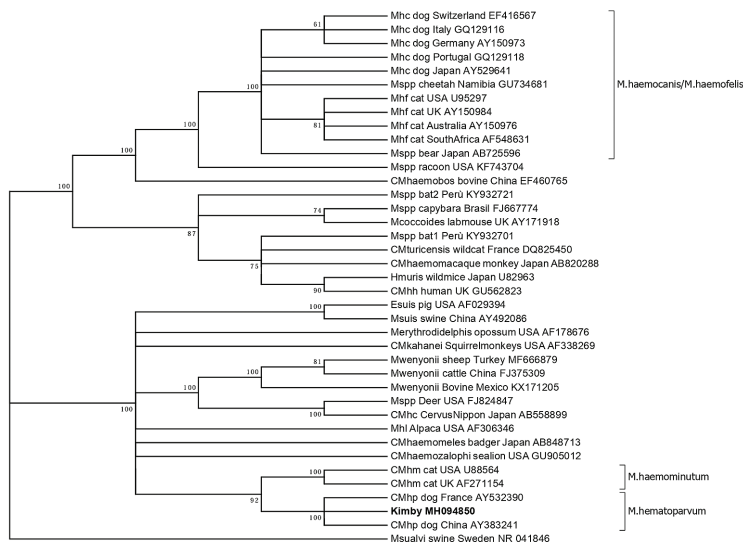 Mhc dog Switzerland EF416567
61
Mhc dog Italy GQ129116
Mhc dog Germany AY150973
Mhc dog Portugal GQ129118
Mhc dog Japan AY529641
Mspp cheetah Namibia GU734681
M.haemocanis/M.haemofelis
100
Mhf cat USA U95297
Mhf cat UK AY150984
Mhf cat Australia AY150976
81
100
Mhf cat SouthAfrica AF548631
100
Mspp bear Japan AB725596
Mspp racoon USA KF743704
CMhaemobos bovine China EF460765
100
Mspp bat2 Perù KY932721
Mspp capybara Brasil FJ667774
74
Mcoccoides labmouse UK AY171918
87
Mspp bat1 Perù KY932701
CMturicensis wildcat France DQ825450
CMhaemomacaque monkey Japan AB820288
75
Hmuris wildmice Japan U82963
CMhh human UK GU562823
90
Esuis pig USA AF029394
100
Msuis swine China AY492086
Merythrodidelphis opossum USA AF178676
CMkahanei Squirrelmonkeys USA AF338269
Mwenyonii sheep Turkey MF666879
81
Mwenyonii cattle China FJ375309
100
Mwenyonii Bovine Mexico KX171205
100
Mspp Deer USA FJ824847
100
CMhc CervusNippon Japan AB558899
100
Mhl Alpaca USA AF306346
CMhaemomeles badger Japan AB848713
CMhaemozalophi sealion USA GU905012
CMhm cat USA U88564
100
M.haemominutum
CMhm cat UK AF271154
92
CMhp dog France AY532390
Kimby MH094850
M.hematoparvum
100
CMhp dog China AY383241
Msualvi swine Sweden NR 041846